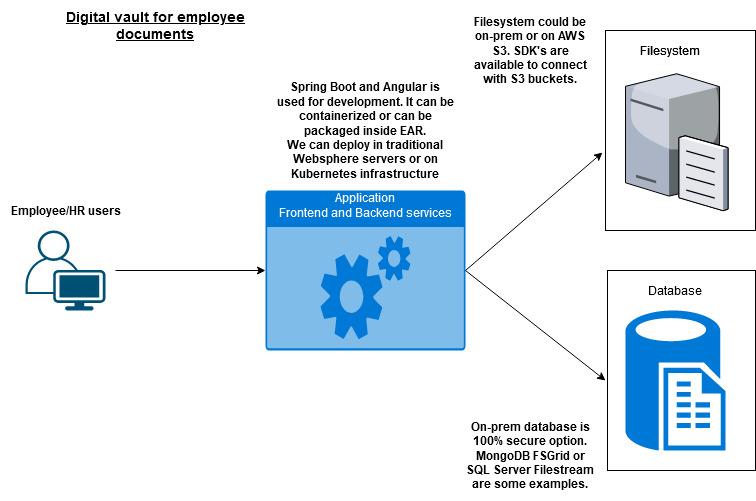 Digital vault for employee
documents
Filesystem could be
on-prem or on AWS
S3. SDK's are
available to connect
with S3 buckets.
Filesystem
Spring Boot and Angular is
used for development. It can be
containerized or can be
packaged inside EAR.
We can deploy in traditional
Websphere servers or on
Kubernetes infrastructure
Application
Frontend and Backend services
Employee/HR users
Database
On-prem database is
100% secure option.
MongoDB FSGrid or
SQL Server Filestream
are some examples.